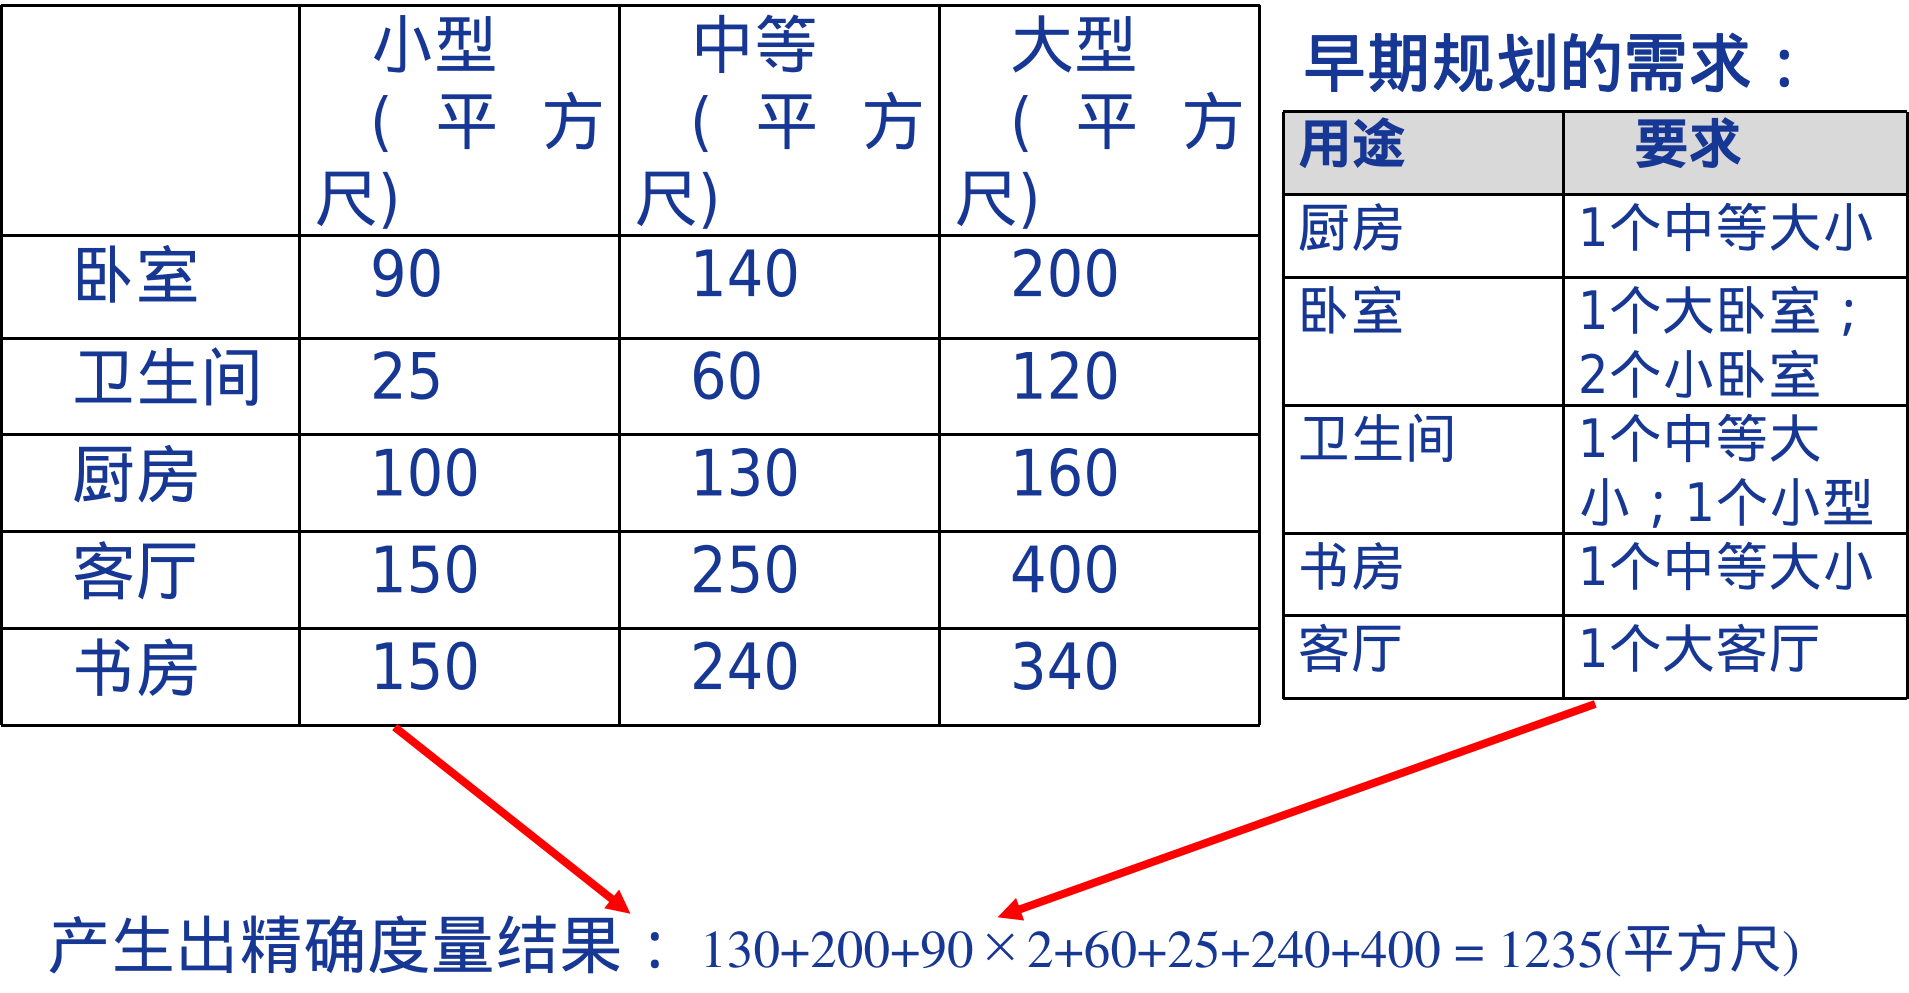 小型
( 平 方
尺)
中等
( 平 方
尺)
大型
( 平 方
尺)
卧室 90 140 200
卫生间 25 60 120
厨房 100 130 160
客厅 150 250 400
书房 150 240 340
早期规划的需求：
用途 要求
厨房 1个中等大小
卧室 1个大卧室；
2个小卧室
卫生间 1个中等大
小；1个小型
书房 1个中等大小
客厅 1个大客厅
产生出精确度量结果：130+200+90×2+60+25+240+400＝1235(平方尺)